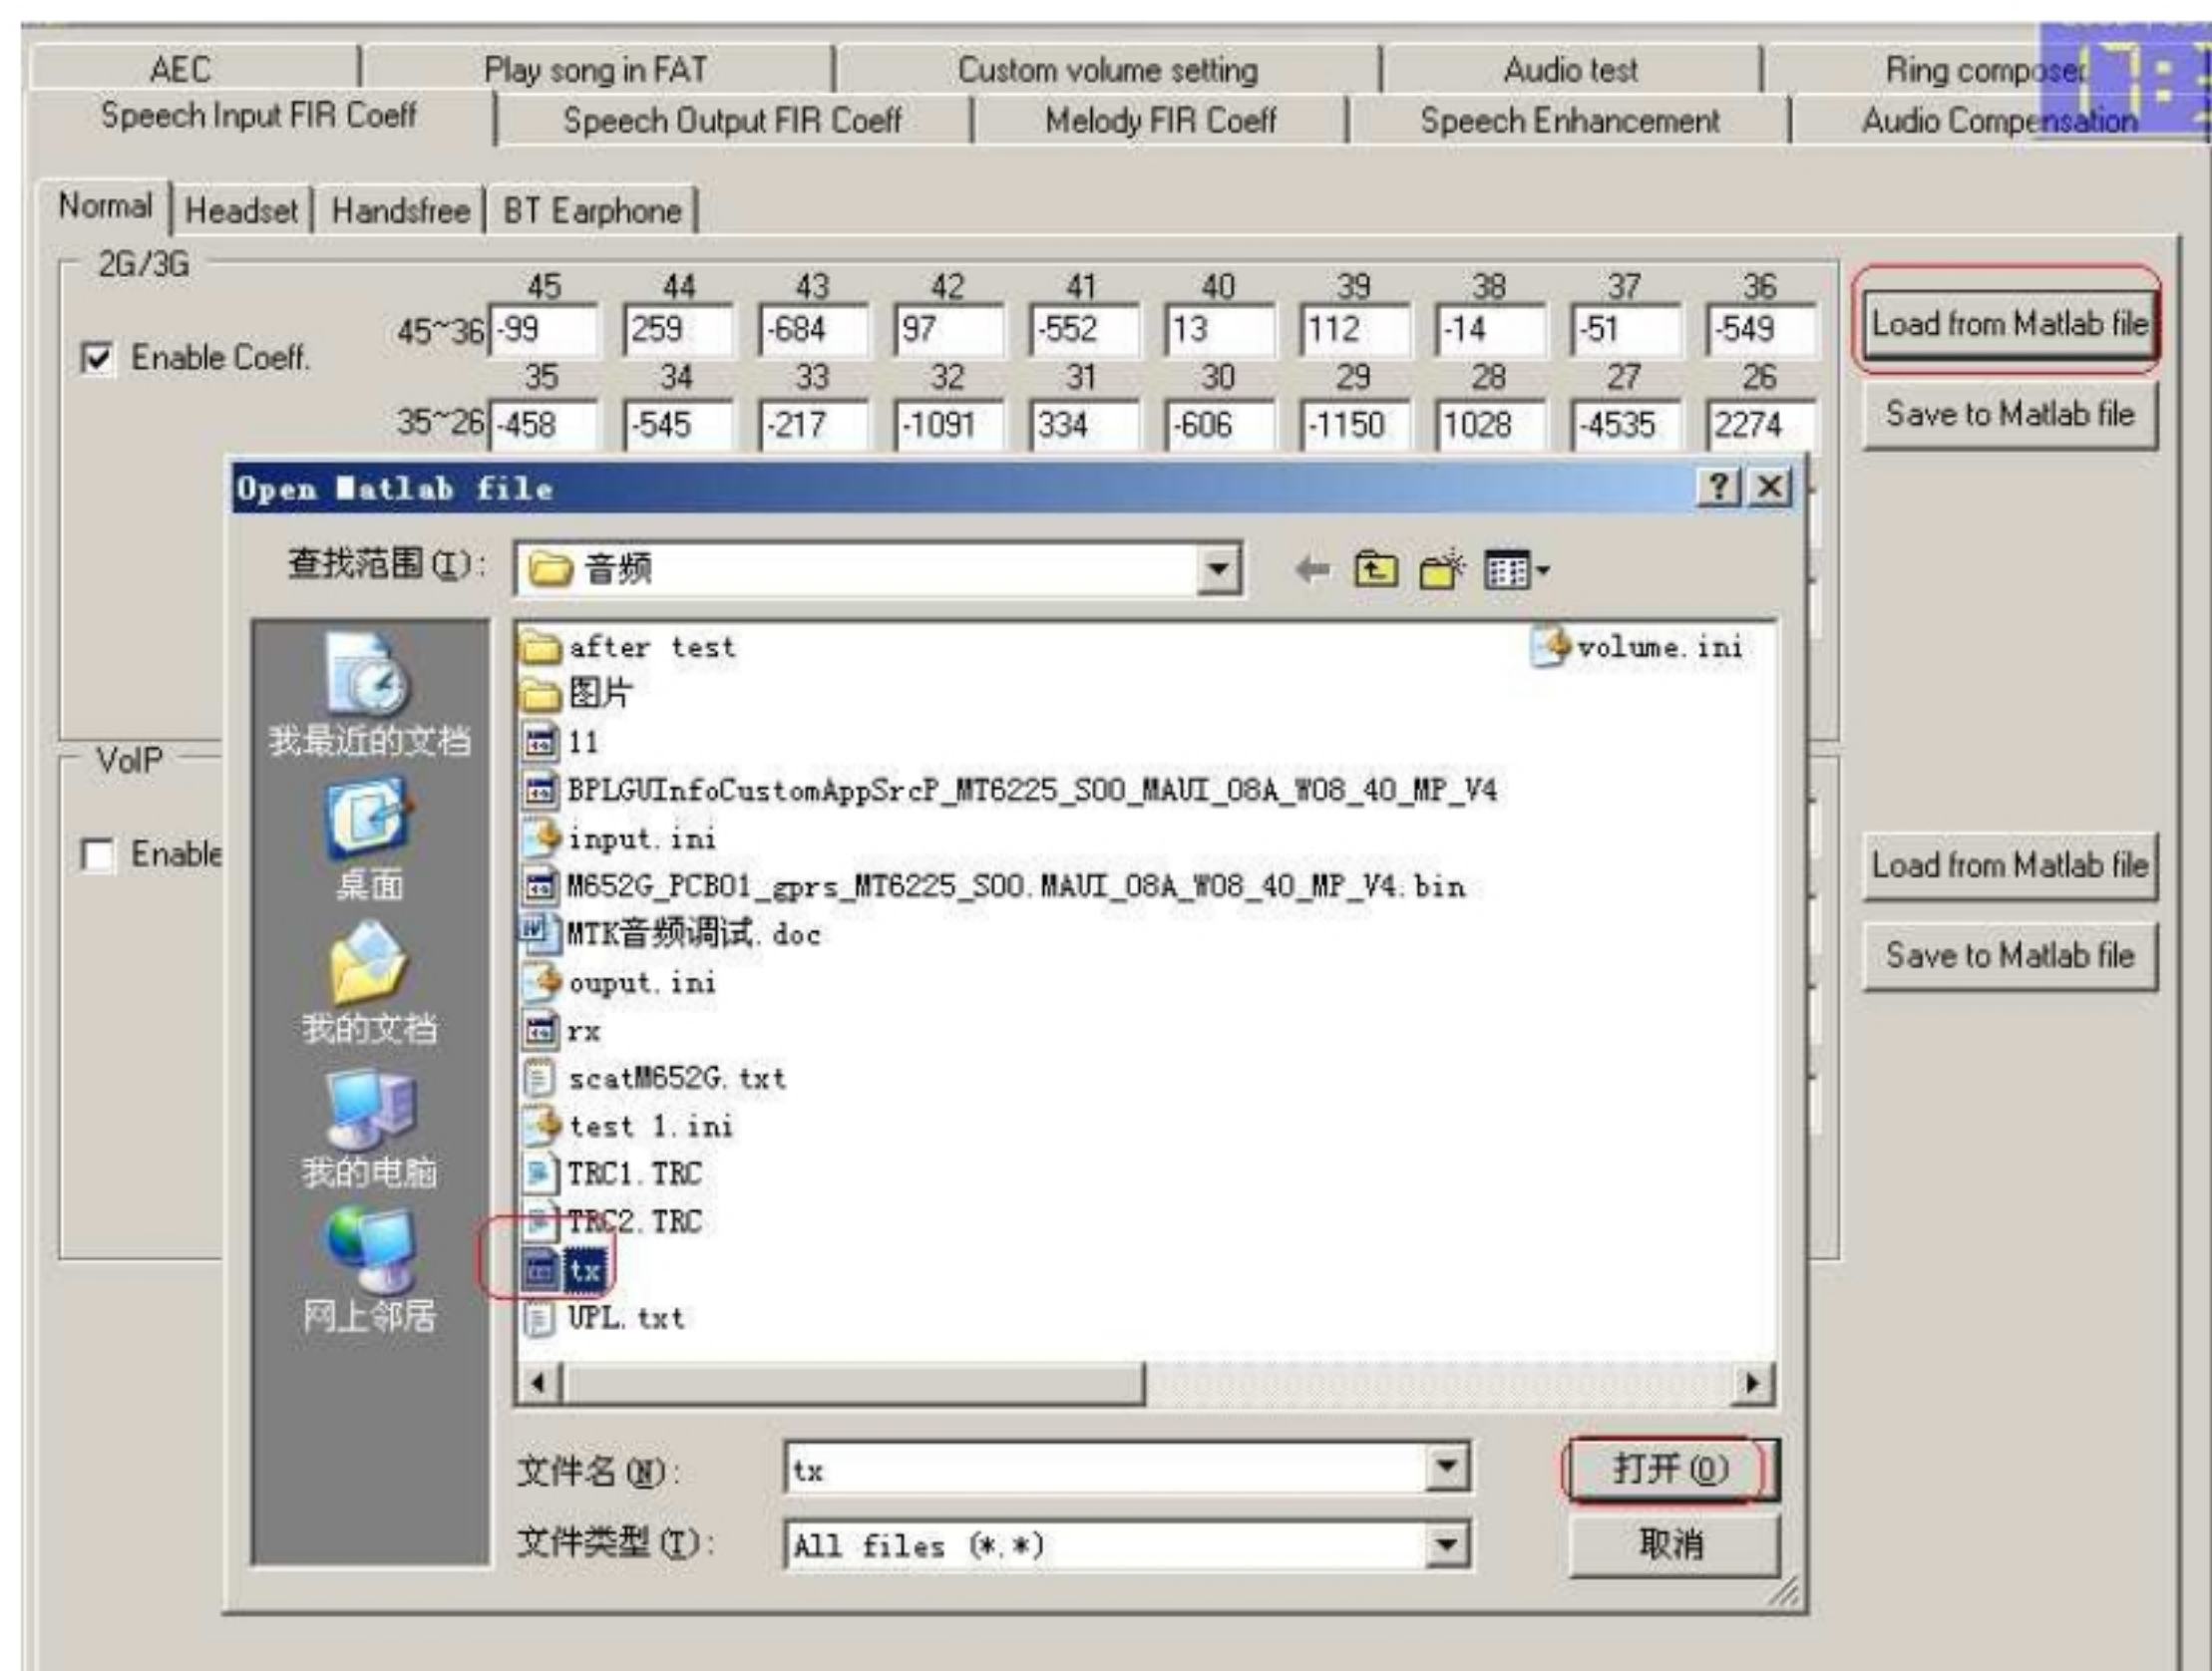 AEC Play song in FAT Custom volume setting Audio test Ring composer
Speech Input FIR Coeff Speech Output FIR Coeff Melody FIR Coeff Speech Enhancement Audio Compensation
Normal Headset Handsfree BT Earphone
2G/3G
45 44 43 42 41 40 39 38 37 36
45~36 -99 259 -684 97 -552 13 112 -14 -51 -549
Load from Matlab file
Enable Coeff.
35 34 33 32 31 30 29 28 27 26
35~26 -458 -545 -217 -1091 334 -606 -1150 1028 -4535 2274
Save to Matlab file
Open Matlab file
查找范围(I): 音频
after test
图片
11
BPLGUInfoCustomAppSrcP_MT6225_S00_MAUI_08A_W08_40_MP_V4
input.ini
M652G_PCB01_gprs_MT6225_S00.MAUI_08A_W08_40_MP_V4.bin
MTK音频调试.doc
ouput.ini
rx
scatM652G.txt
test 1.ini
TRC1.TRC
TRC2.TRC
tx
UPL.txt
volume.ini
我最近的文档
桌面
我的文档
我的电脑
网上邻居
文件名(N): tx
打开(O)
文件类型(T): All files (*.*)
取消
VoIP
Enable
Load from Matlab file
Save to Matlab file